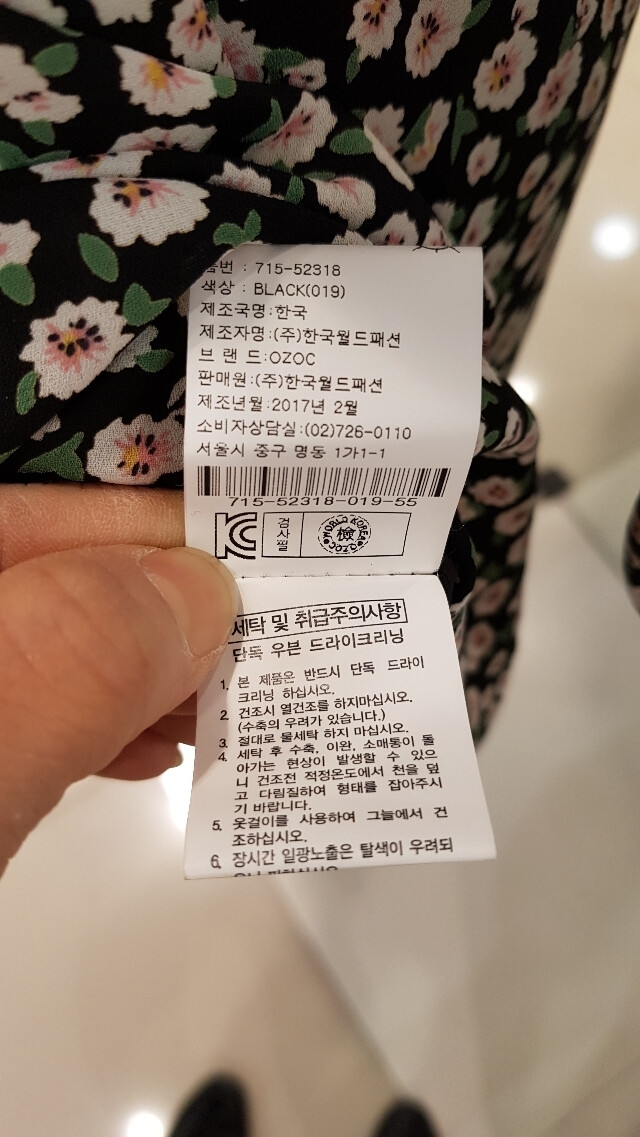 품번 : 715-52318
색상 : BLACK(019)
제조국명:한국
제조자명:(주)한국월드패션
브 랜 드:OZOC
판매원:(주)한국월드패션
제조년월:2017년 2월
소비자상담실:(02)726-0110
서울시 중구 명동 1가1-1
715-52318-019-55
KC
검사필
WORLD KOREA
檢
OZOC
세탁 및 취급주의사항
단독 우븐 드라이크리닝
1. 본 제품은 반드시 단독 드라이
크리닝 하십시오.
2. 건조시 열건조를 하지마십시오.
(수축의 우려가 있습니다.)
3. 절대로 물세탁 하지 마십시오.
4. 세탁 후 수축, 이완, 소매통이 돌
아가는 현상이 발생할 수 있으
니 건조전 적정온도에서 천을 덮
고 다림질하여 형태를 잡아주시
기 바랍니다.
5. 옷걸이를 사용하여 그늘에서 건
조하십시오.
6. 장시간 일광노출은 탈색이 우려되